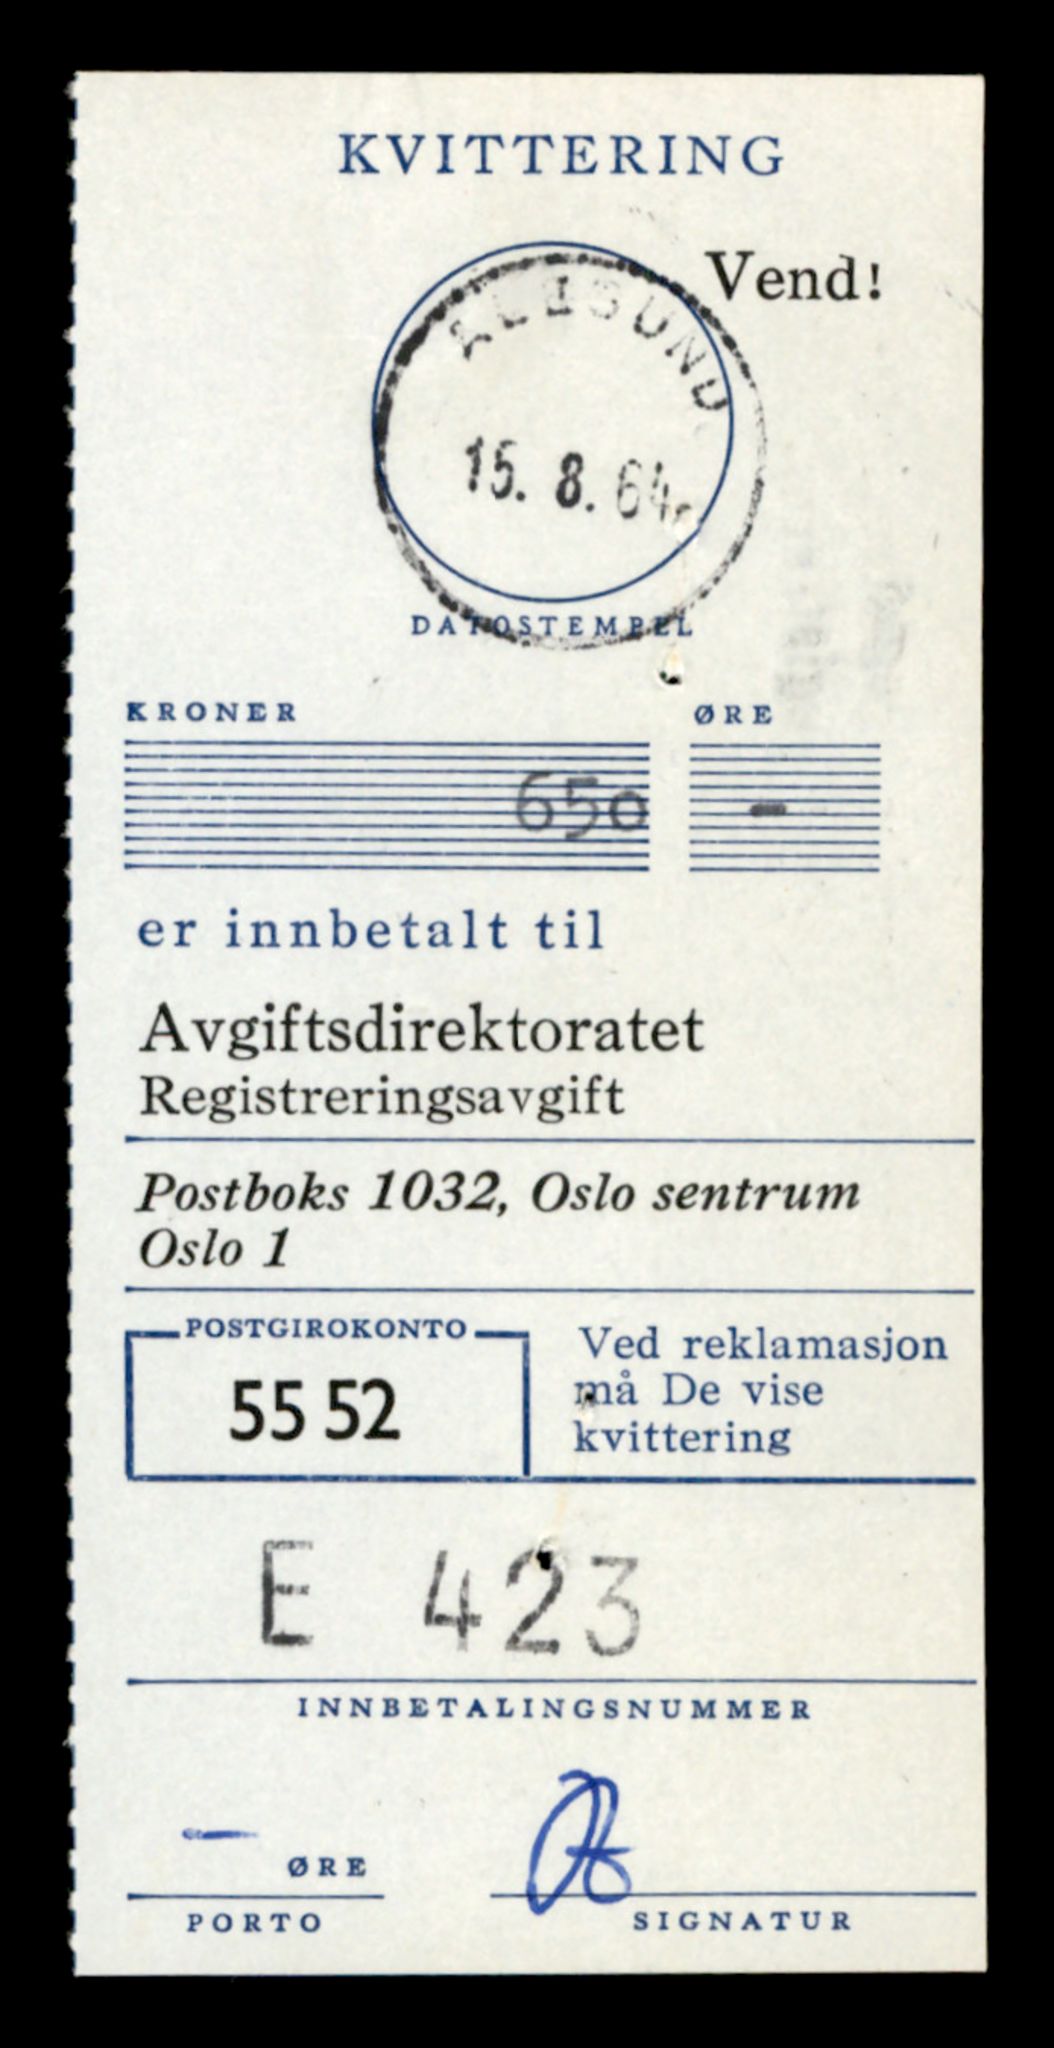 KVITTERING
Vend!
ÅLESUND
15. 8. 64
DATOSTEMPEL
KRONER ØRE
650 -
er innbetalt til
Avgiftsdirektoratet
Registreringsavgift
Postboks 1032, Oslo sentrum
Oslo 1
POSTGIROKONTO
55 52
Ved reklamasjon
må De vise
kvittering
E 423
INNBETALINGSNUMMER
— ØRE
PORTO
SIGNATUR